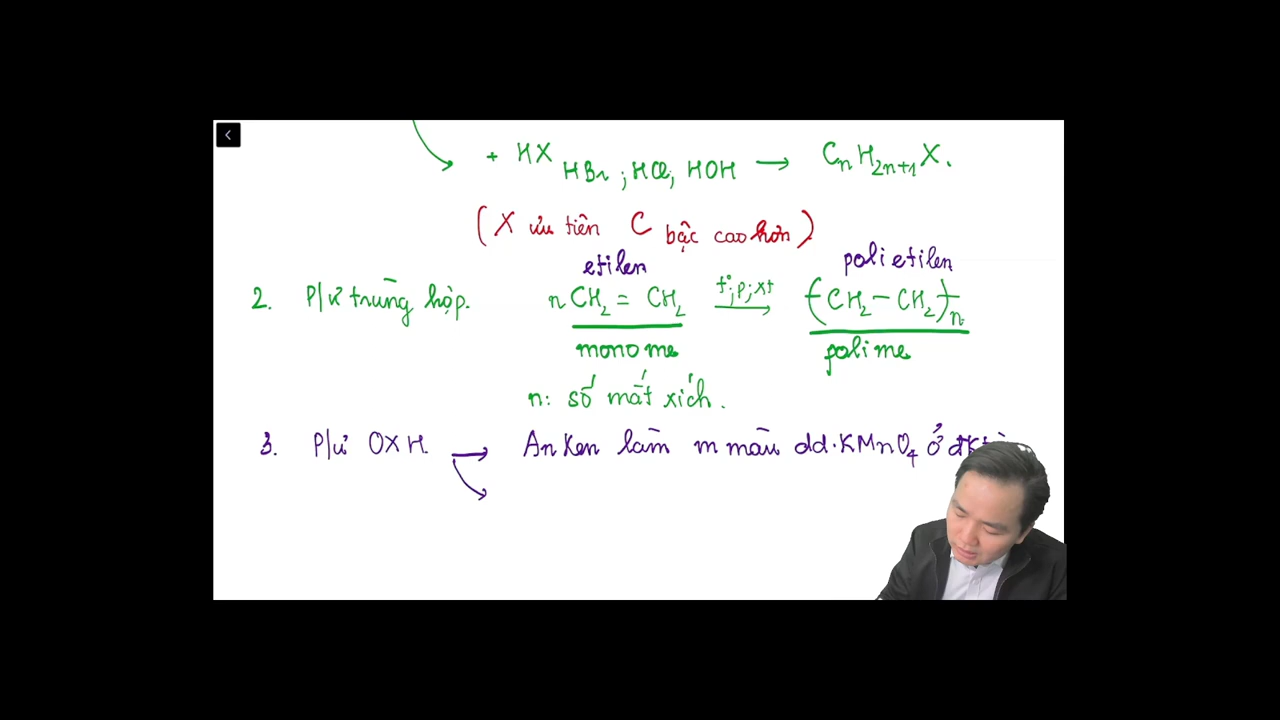 + HX HBr ; HCl; HOH → CnH2n+1X.
(X ưu tiên C bậc cao hơn)
etilen polietilen
2. P/ư trùng hợp. nCH2 = CH2 t°;p;xt → (CH2 – CH2)n
monome polime
n: số mắt xích.
3. P/ư OXH. → Anken làm m màu dd.KMnO4 ở